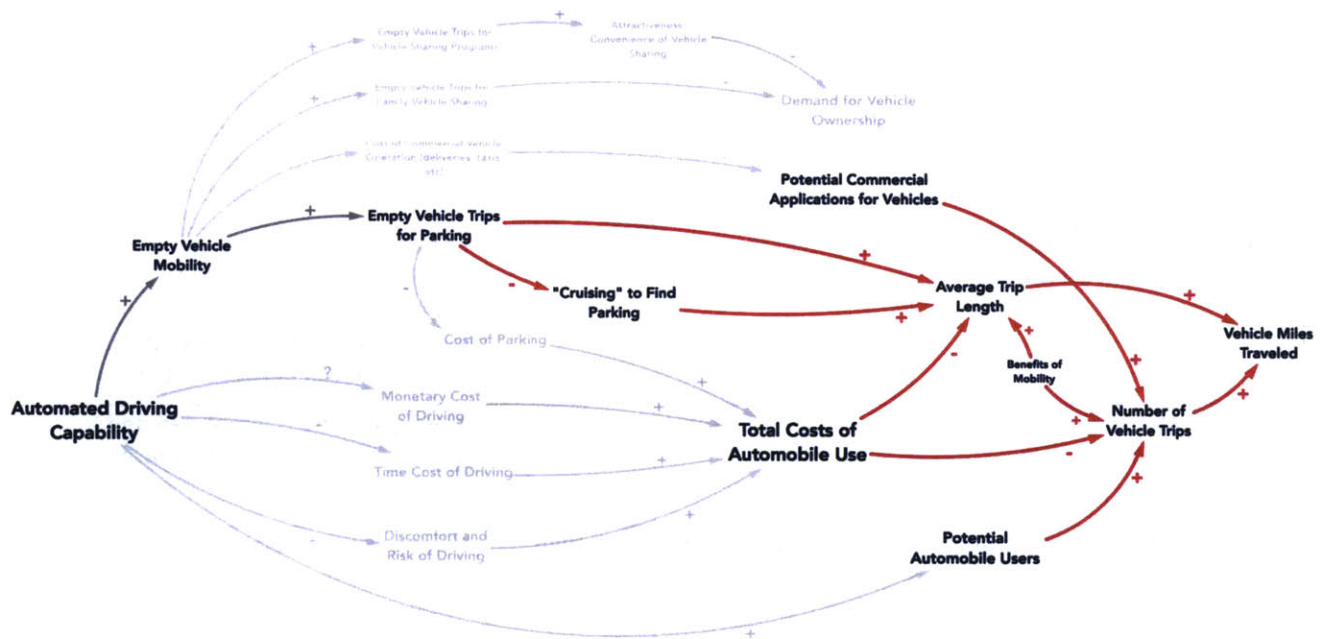 Empty Vehicle Trips for
Vehicle Sharing Programs
Attractiveness
Convenience of Vehicle
Sharing
Empty Vehicle Trips for
Family Vehicle Sharing
Demand for Vehicle
Ownership
Cost of Commercial Vehicle
Operation (deliveries, taxis
etc)
Potential Commercial
Applications for Vehicles
Empty Vehicle Trips
for Parking
Empty Vehicle
Mobility
"Cruising" to Find
Parking
Average Trip
Length
Vehicle Miles
Traveled
Cost of Parking
Benefits of
Mobility
Monetary Cost
of Driving
Automated Driving
Capability
Number of
Vehicle Trips
Total Costs of
Automobile Use
Time Cost of Driving
Discomfort and
Risk of Driving
Potential
Automobile Users
+
+
+
-
-
+
+
+
-
+
+
+
-
+
-
+
+
+
+
?
+
-
+
-
-
+
+
+